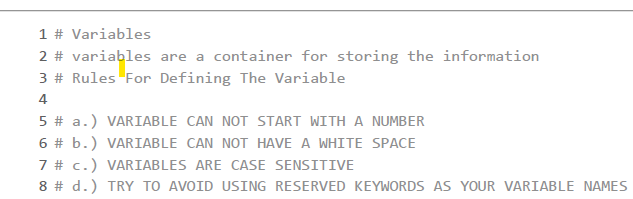 1 # Variables
2 # variables are a container for storing the information
3 # Rules For Defining The Variable
4
5 # a.) VARIABLE CAN NOT START WITH A NUMBER
6 # b.) VARIABLE CAN NOT HAVE A WHITE SPACE
7 # c.) VARIABLES ARE CASE SENSITIVE
8 # d.) TRY TO AVOID USING RESERVED KEYWORDS AS YOUR VARIABLE NAMES